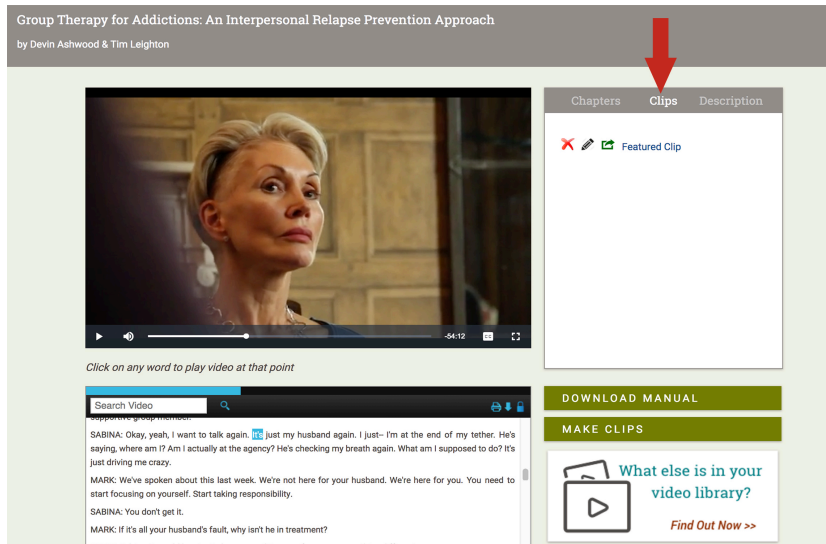 Group Therapy for Addictions: An Interpersonal Relapse Prevention Approach
by Devin Ashwood & Tim Leighton
Chapters Clips Description
Featured Clip
-54:12 CC
Click on any word to play video at that point
Search Video
supportive group member.
SABINA: Okay, yeah, I want to talk again. It's just my husband again. I just– I'm at the end of my tether. He's
saying, where am I? Am I actually at the agency? He's checking my breath again. What am I supposed to do? It's
just driving me crazy.
MARK: We've spoken about this last week. We're not here for your husband. We're here for you. You need to
start focusing on yourself. Start taking responsibility.
SABINA: You don't get it.
MARK: If it's all your husband's fault, why isn't he in treatment?
DOWNLOAD MANUAL
MAKE CLIPS
What else is in your
video library?
Find Out Now >>